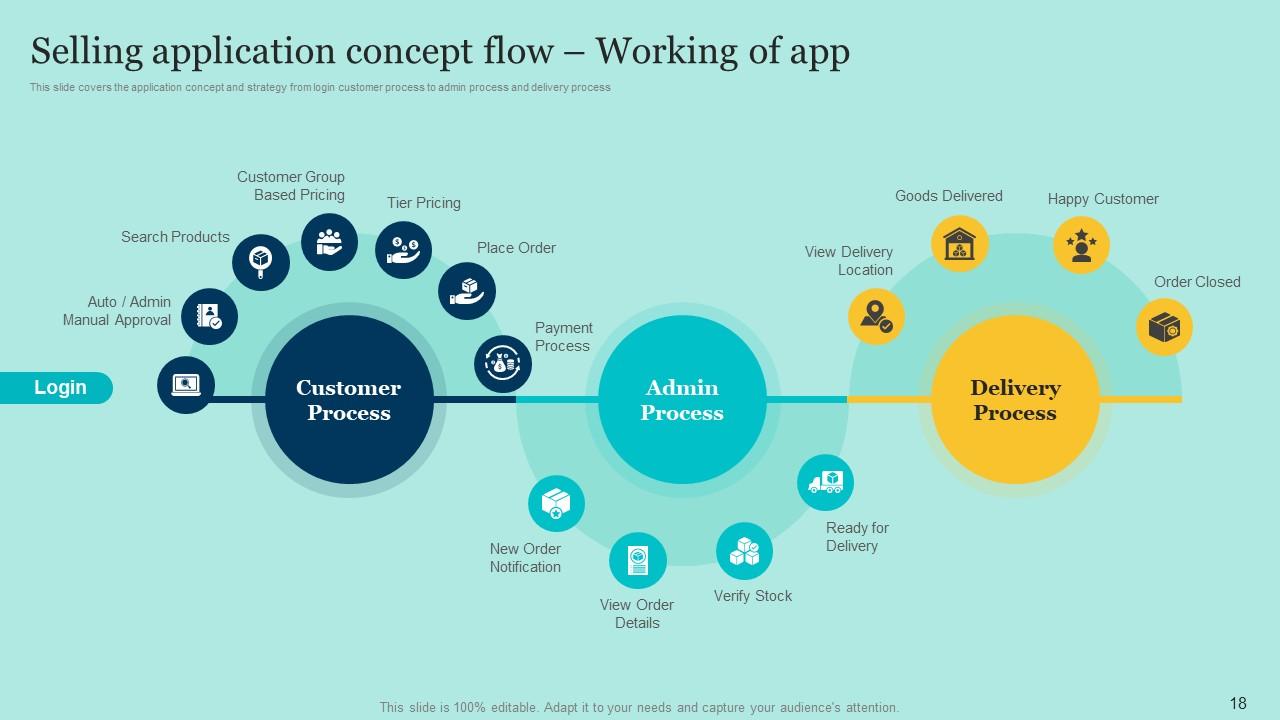 Selling application concept flow – Working of app
This slide covers the application concept and strategy from login customer process to admin process and delivery process
Login
Auto / Admin
Manual Approval
Search Products
Customer Group
Based Pricing
Tier Pricing
Place Order
Payment
Process
Customer
Process
New Order
Notification
View Order
Details
Verify Stock
Ready for
Delivery
Admin
Process
View Delivery
Location
Goods Delivered
Happy Customer
Order Closed
Delivery
Process
This slide is 100% editable. Adapt it to your needs and capture your audience's attention.
18